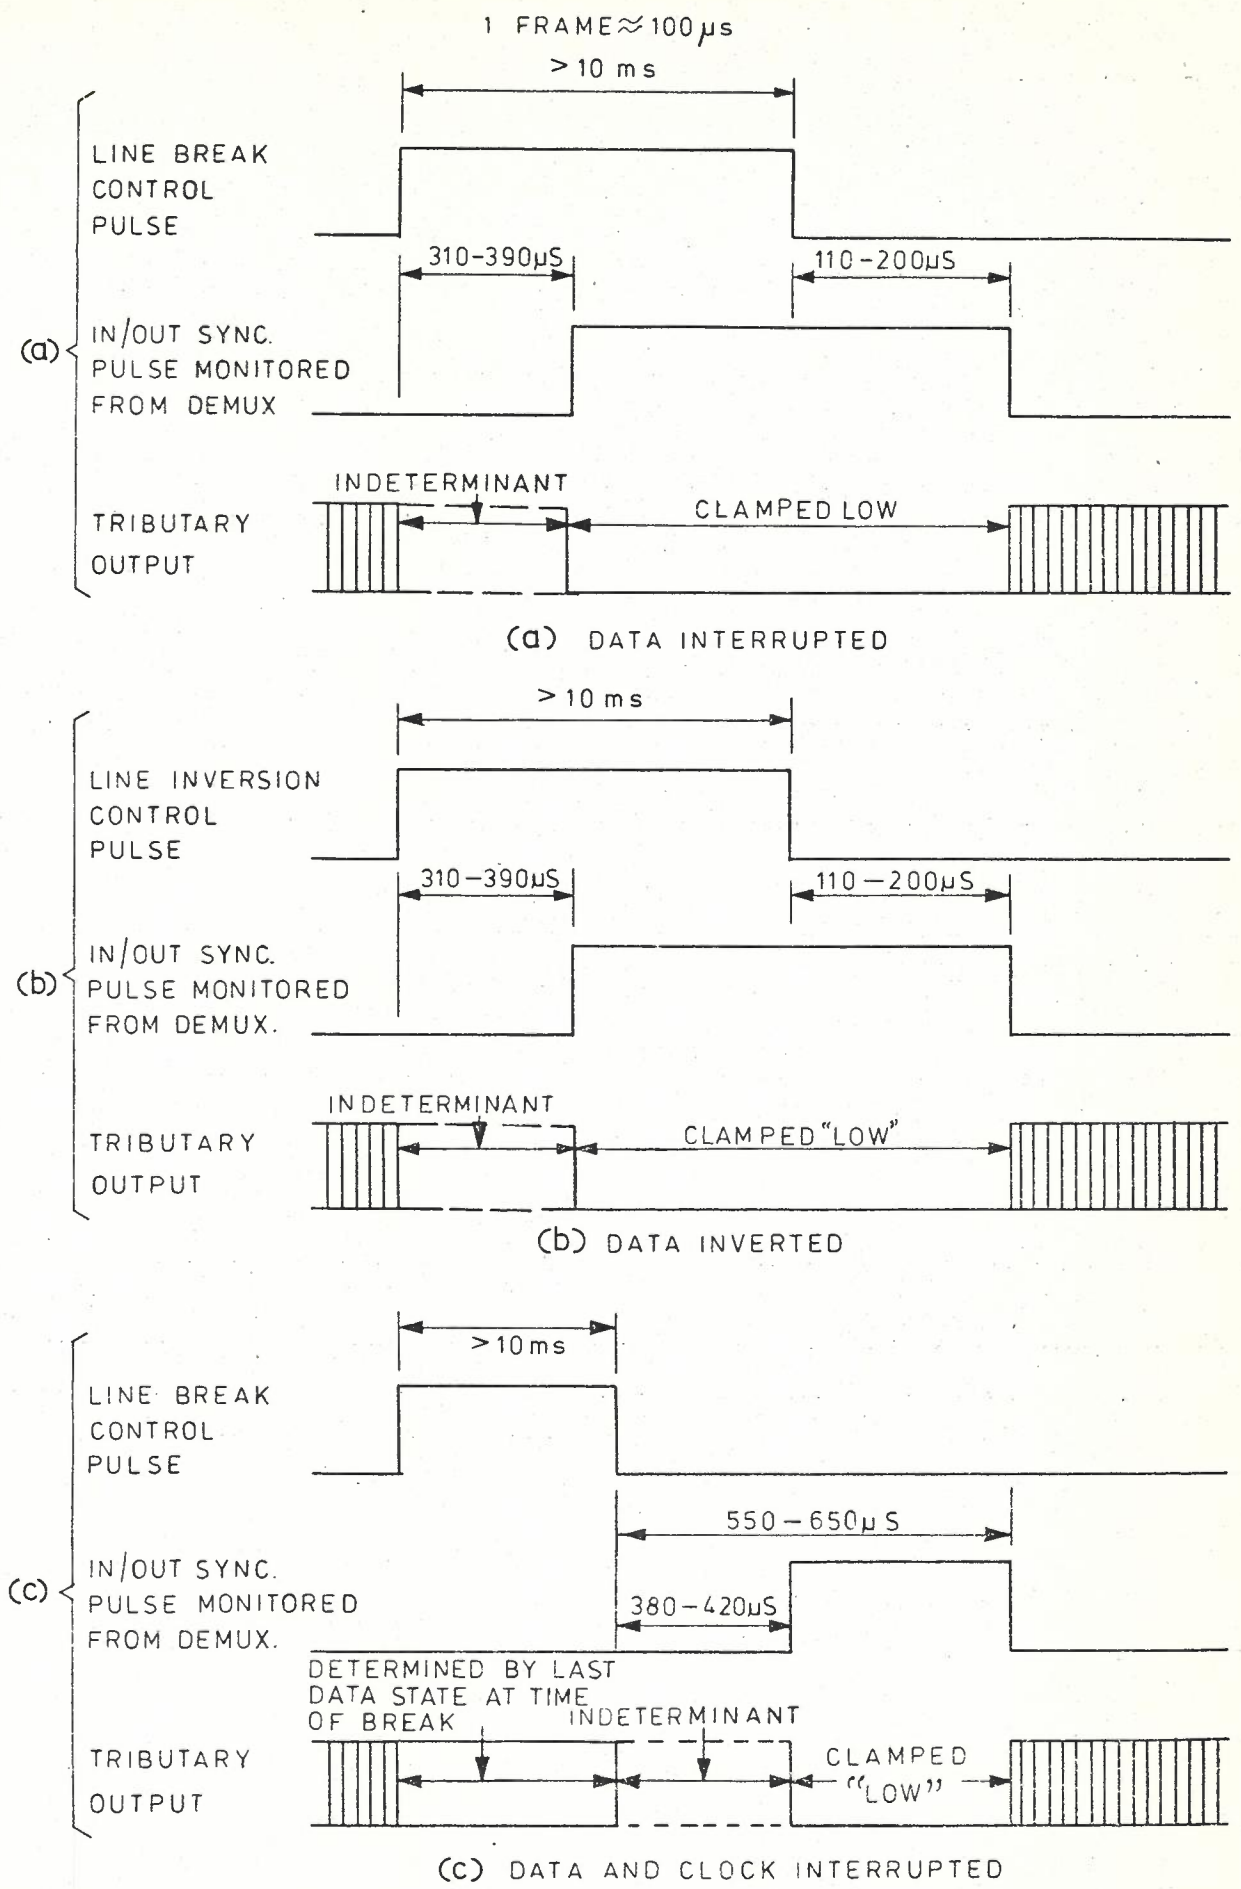 1 FRAME≈100µs
>10 ms
LINE BREAK
CONTROL
PULSE
310-390µS
110-200µS
(a)
IN/OUT SYNC.
PULSE MONITORED
FROM DEMUX
INDETERMINANT
CLAMPED LOW
TRIBUTARY
OUTPUT
(a) DATA INTERRUPTED
>10 ms
LINE INVERSION
CONTROL
PULSE
310-390µS
110-200µS
(b)
IN/OUT SYNC.
PULSE MONITORED
FROM DEMUX.
INDETERMINANT
CLAMPED "LOW"
TRIBUTARY
OUTPUT
(b) DATA INVERTED
>10ms
LINE BREAK
CONTROL
PULSE
550-650µS
(c)
IN/OUT SYNC.
PULSE MONITORED
FROM DEMUX.
380-420µS
DETERMINED BY LAST
DATA STATE AT TIME
OF BREAK
INDETERMINANT
TRIBUTARY
OUTPUT
CLAMPED
"LOW"
(c) DATA AND CLOCK INTERRUPTED